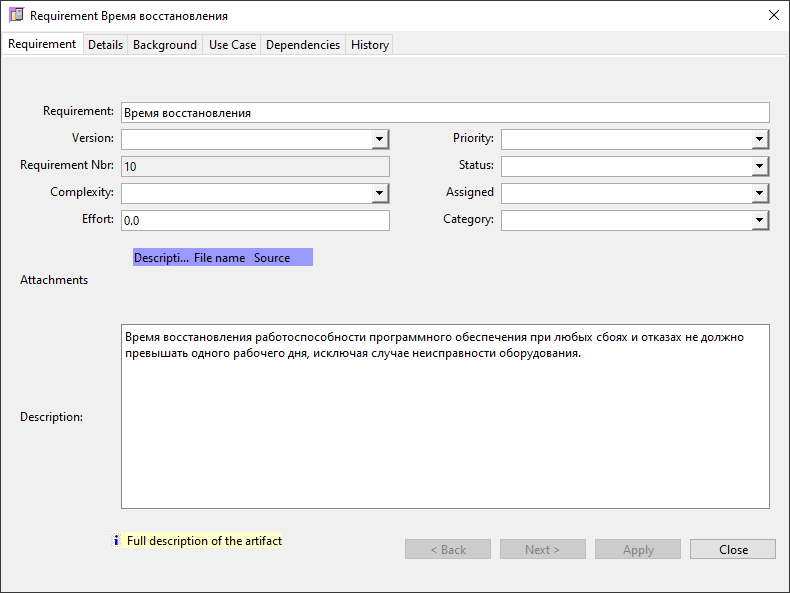 Requirement Время восстановления
Requirement Details Background Use Case Dependencies History
Requirement: Время восстановления
Version: Priority:
Requirement Nbr: 10 Status:
Complexity: Assigned
Effort: 0.0 Category:
Descripti... File name Source
Attachments
Время восстановления работоспособности программного обеспечения при любых сбоях и отказах не должно
превышать одного рабочего дня, исключая случае неисправности оборудования.
Description:
Full description of the artifact
< Back Next > Apply Close